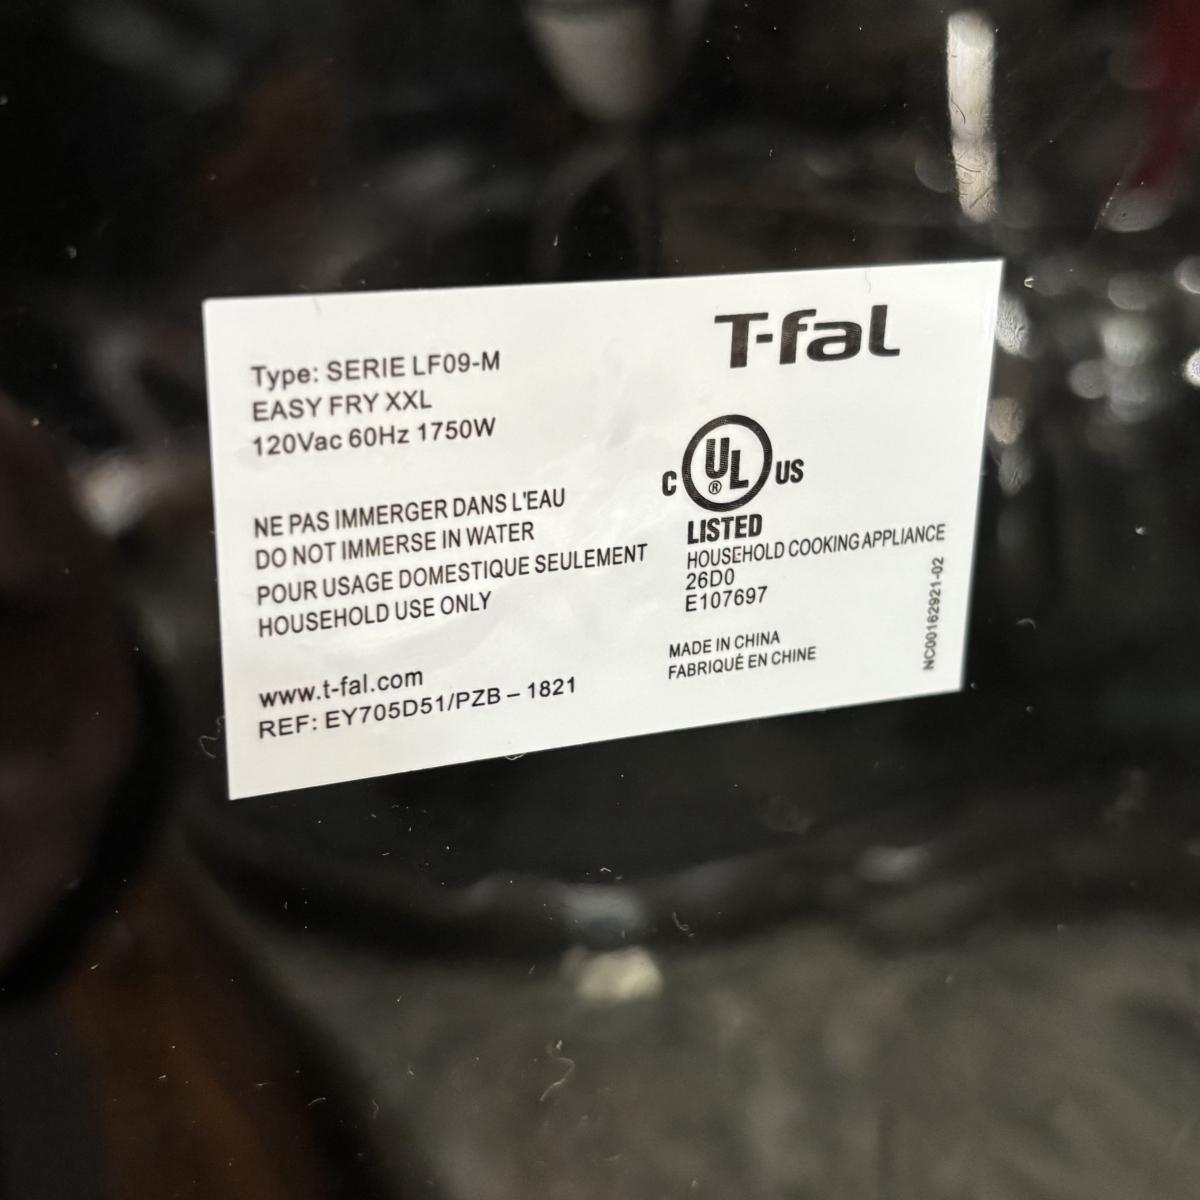 T-fal
Type: SERIE LF09-M
EASY FRY XXL
120Vac 60Hz 1750W
C UL® US
LISTED
HOUSEHOLD COOKING APPLIANCE
26D0
E107697
NE PAS IMMERGER DANS L'EAU
DO NOT IMMERSE IN WATER
POUR USAGE DOMESTIQUE SEULEMENT
HOUSEHOLD USE ONLY
MADE IN CHINA
FABRIQUÉ EN CHINE
www.t-fal.com
REF: EY705D51/PZB – 1821
NC00162921-02